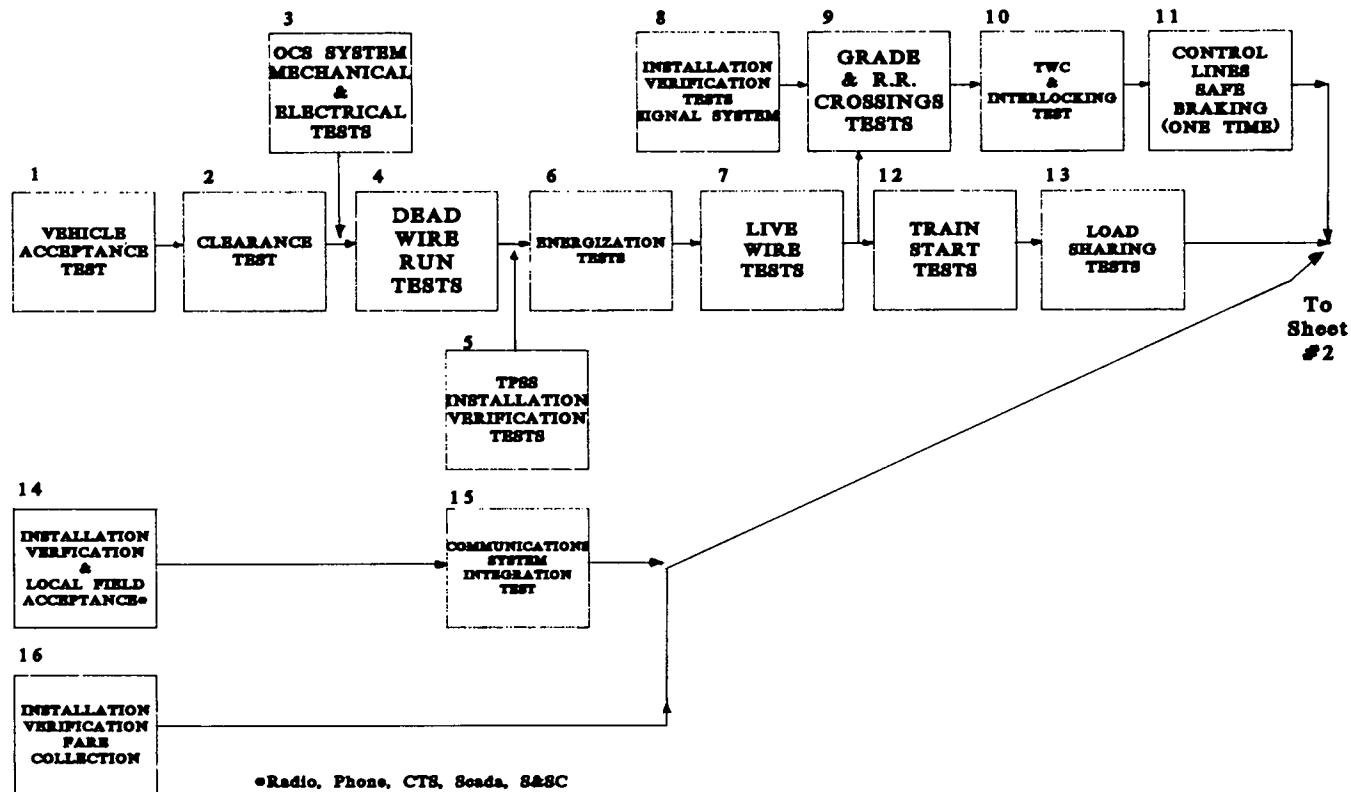 3
OCS SYSTEM
MECHANICAL
&
ELECTRICAL
TESTS
8
INSTALLATION
VERIFICATION
TESTS
SIGNAL SYSTEM
9
GRADE
& R.R.
CROSSINGS
TESTS
10
TWC
&
INTERLOCKING
TEST
11
CONTROL
LINES
SAFE
BRAKING
(ONE TIME)
1
VEHICLE
ACCEPTANCE
TEST
2
CLEARANCE
TEST
4
DEAD
WIRE
RUN
TESTS
6
ENERGIZATION
TESTS
7
LIVE
WIRE
TESTS
12
TRAIN
START
TESTS
13
LOAD
SHARING
TESTS
To
Sheet
#2
5
TPSS
INSTALLATION
VERIFICATION
TESTS
14
INSTALLATION
VERFICATION
&
LOCAL FIELD
ACCEPTANCE*
15
COMMUNICATIONS
SYSTEM
INTEGRATION
TEST
16
INSTALLATION
VERIFICATION
FARE
COLLECTION
*Radio, Phone, CTS, Scada, S&SC